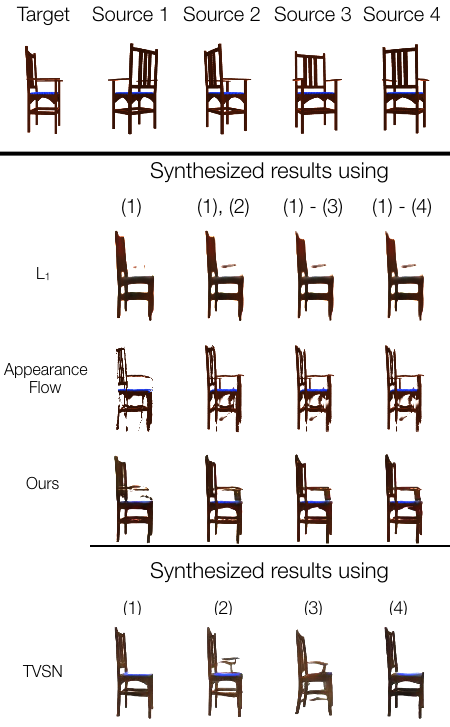 Target Source 1 Source 2 Source 3 Source 4
Synthesized results using
(1) (1), (2) (1) - (3) (1) - (4)
L₁
Appearance
Flow
Ours
Synthesized results using
(1) (2) (3) (4)
TVSN